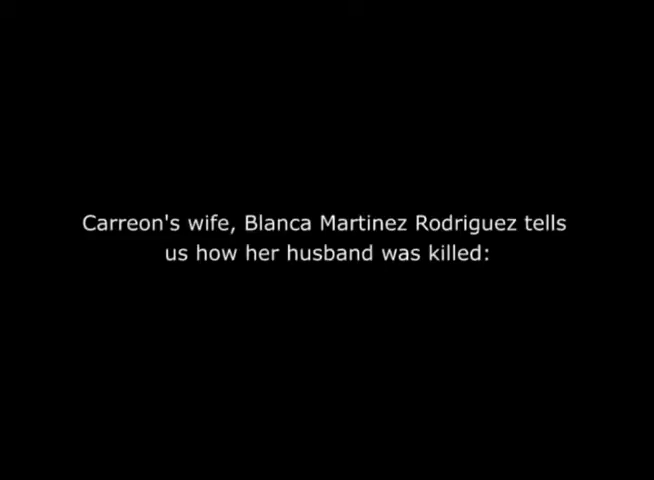 Carreon's wife, Blanca Martinez Rodriguez tells
us how her husband was killed: